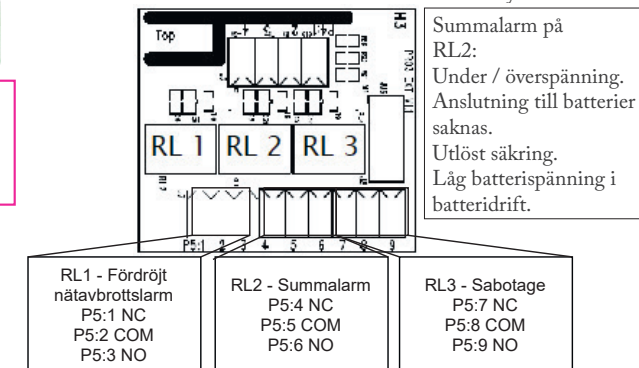 Top
H3
Summalarm på
RL2:
Under / överspänning.
Anslutning till batterier
saknas.
Utlöst säkring.
Låg batterispänning i
batteridrift.
RL 1
RL 2
RL 3
P5:1 2 3 4 5 6 7 8 9
RL1 - Fördröjt
nätavbrottslarm
P5:1 NC
P5:2 COM
P5:3 NO
RL2 - Summalarm
P5:4 NC
P5:5 COM
P5:6 NO
RL3 - Sabotage
P5:7 NC
P5:8 COM
P5:9 NO